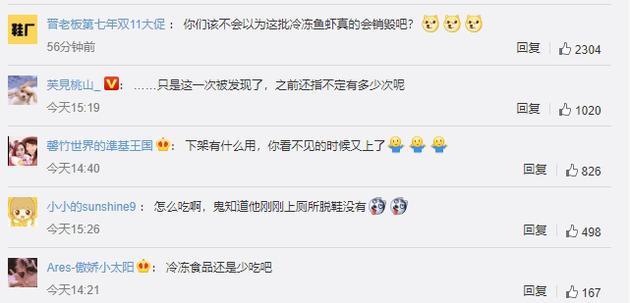 鞋厂
晋老板第七年双11大促： 你们该不会以为这批冷冻鱼虾真的会销毁吧？
56分钟前 回复 2304
芙見桃山_ V： ……只是这一次被发现了，之前还指不定有多少次呢
今天15:19 回复 1020
馨竹世界的準基王国： 下架有什么用，你看不见的时候又上了
今天14:40 回复 826
小小的sunshine9： 怎么吃啊，鬼知道他刚刚上厕所脱鞋没有
今天15:26 回复 498
Ares-傲娇小太阳： 冷冻食品还是少吃吧
今天14:21 回复 167